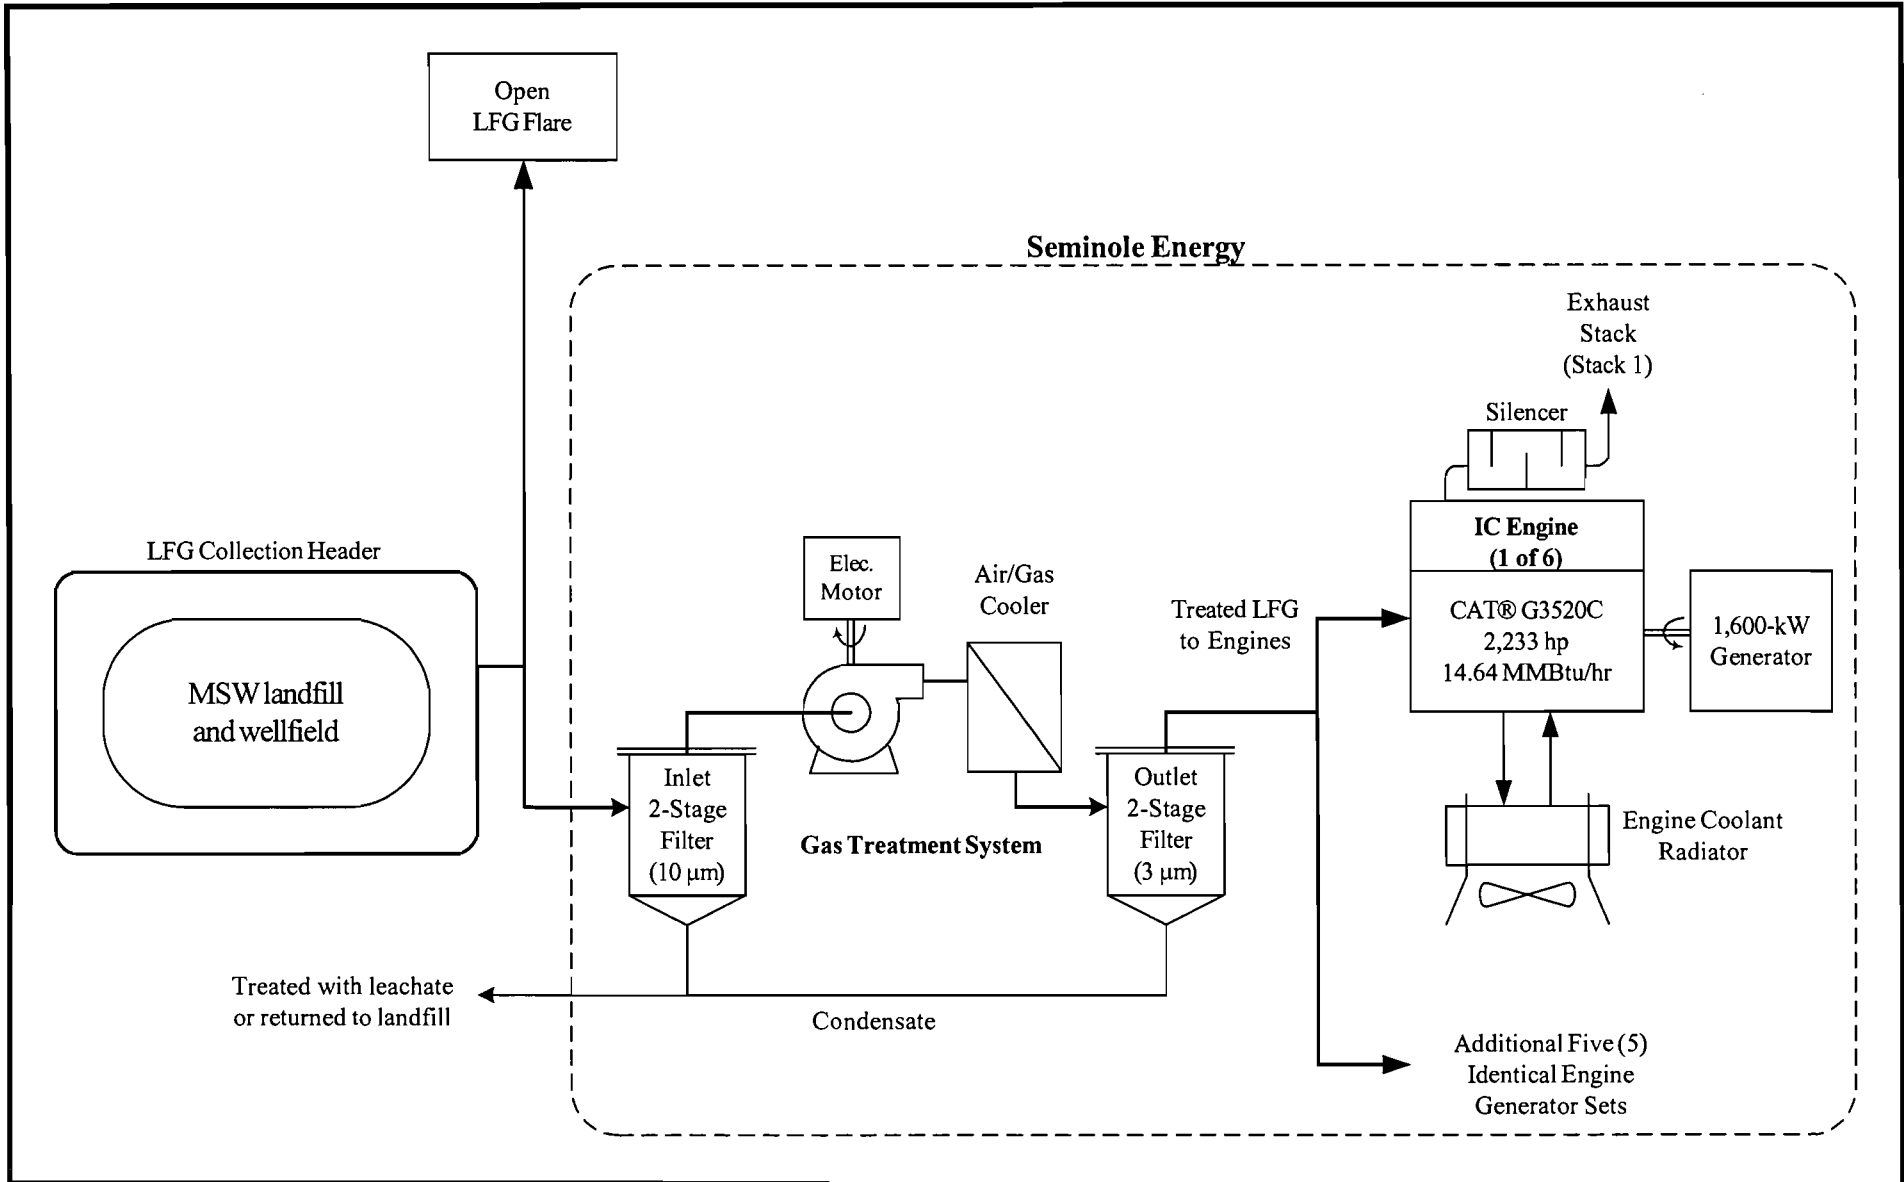 Open
LFG Flare
Seminole Energy
Exhaust
Stack
(Stack 1)
Silencer
IC Engine
(1 of 6)
CAT® G3520C
2,233 hp
14.64 MMBtu/hr
1,600-kW
Generator
LFG Collection Header
MSW landfill
and wellfield
Elec.
Motor
Air/Gas
Cooler
Treated LFG
to Engines
Inlet
2-Stage
Filter
(10 µm)
Gas Treatment System
Outlet
2-Stage
Filter
(3 µm)
Engine Coolant
Radiator
Treated with leachate
or returned to landfill
Condensate
Additional Five (5)
Identical Engine
Generator Sets